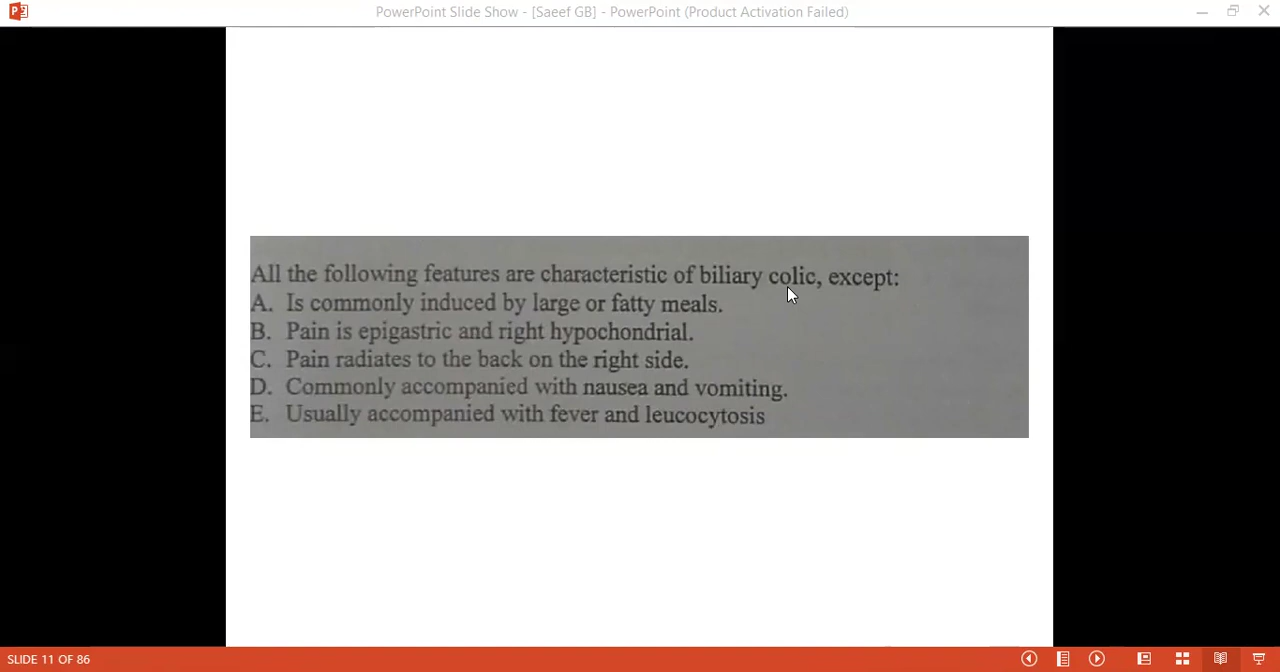 PowerPoint Slide Show - [Saeef GB] - PowerPoint (Product Activation Failed)
All the following features are characteristic of biliary colic, except:
A. Is commonly induced by large or fatty meals.
B. Pain is epigastric and right hypochondrial.
C. Pain radiates to the back on the right side.
D. Commonly accompanied with nausea and vomiting.
E. Usually accompanied with fever and leucocytosis
SLIDE 11 OF 86